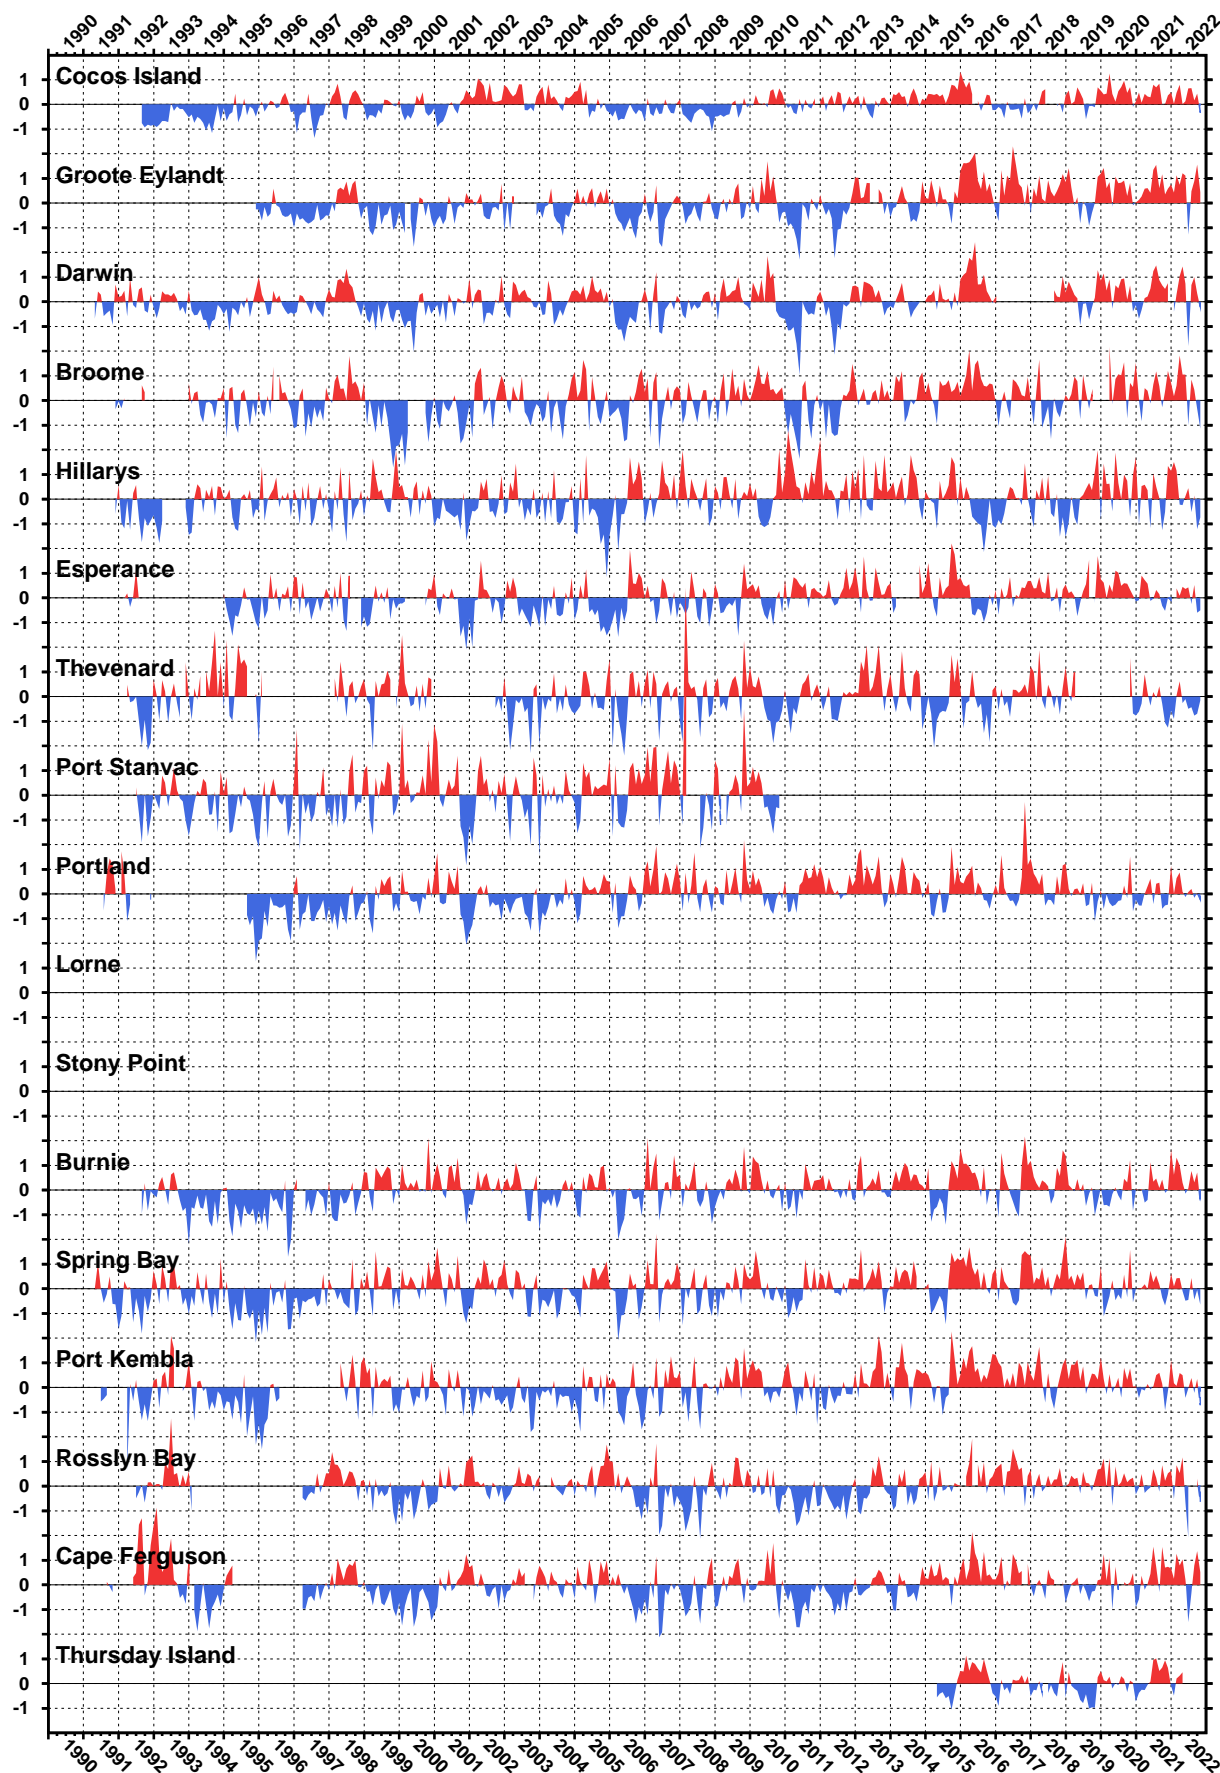 1990 1991 1992 1993 1994 1995 1996 1997 1998 1999 2000 2001 2002 2003 2004 2005 2006 2007 2008 2009 2010 2011 2012 2013 2014 2015 2016 2017 2018 2019 2020 2021 2022
Cocos Island
1
0
-1
Groote Eylandt
1
0
-1
Darwin
1
0
-1
Broome
1
0
-1
Hillarys
1
0
-1
Esperance
1
0
-1
Thevenard
1
0
-1
Port Stanvac
1
0
-1
Portland
1
0
-1
Lorne
1
0
-1
Stony Point
1
0
-1
Burnie
1
0
-1
Spring Bay
1
0
-1
Port Kembla
1
0
-1
Rosslyn Bay
1
0
-1
Cape Ferguson
1
0
-1
Thursday Island
1
0
-1
1990 1991 1992 1993 1994 1995 1996 1997 1998 1999 2000 2001 2002 2003 2004 2005 2006 2007 2008 2009 2010 2011 2012 2013 2014 2015 2016 2017 2018 2019 2020 2021 2022